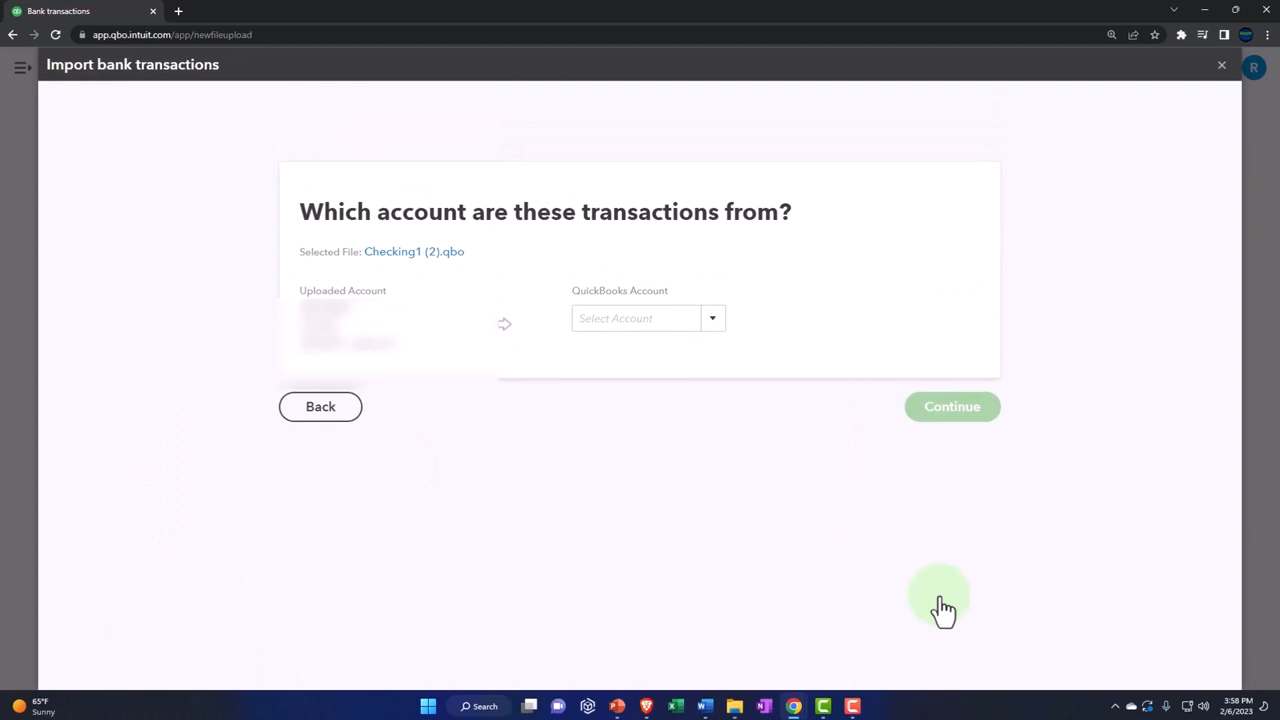 Bank transactions
app.qbo.intuit.com/app/newfileupload
Import bank transactions
R
Which account are these transactions from?
Selected File: Checking1 (2).qbo
Uploaded Account
QuickBooks Account
Select Account
Back
Continue
65°F
Sunny
Search
3:58 PM
2/6/2023